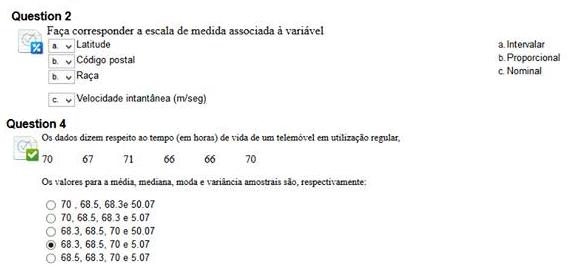 Question 2
Faça corresponder a escala de medida associada à variável
a. Latitude
a. Intervalar
b. Código postal
b. Proporcional
b. Raça
c. Nominal
c. Velocidade intantânea (m/seg)
Question 4
Os dados dizem respeito ao tempo (em horas) de vida de um telemóvel em utilização regular,
70 67 71 66 66 70
Os valores para a média, mediana, moda e variância amostrais são, respectivamente:
70 , 68.5, 68.3e 50.07
70, 68.5, 68.3 e 5.07
68.3, 68.5, 70 e 50.07
68.3, 68.5, 70 e 5.07
68.5, 68.3, 70 e 5.07